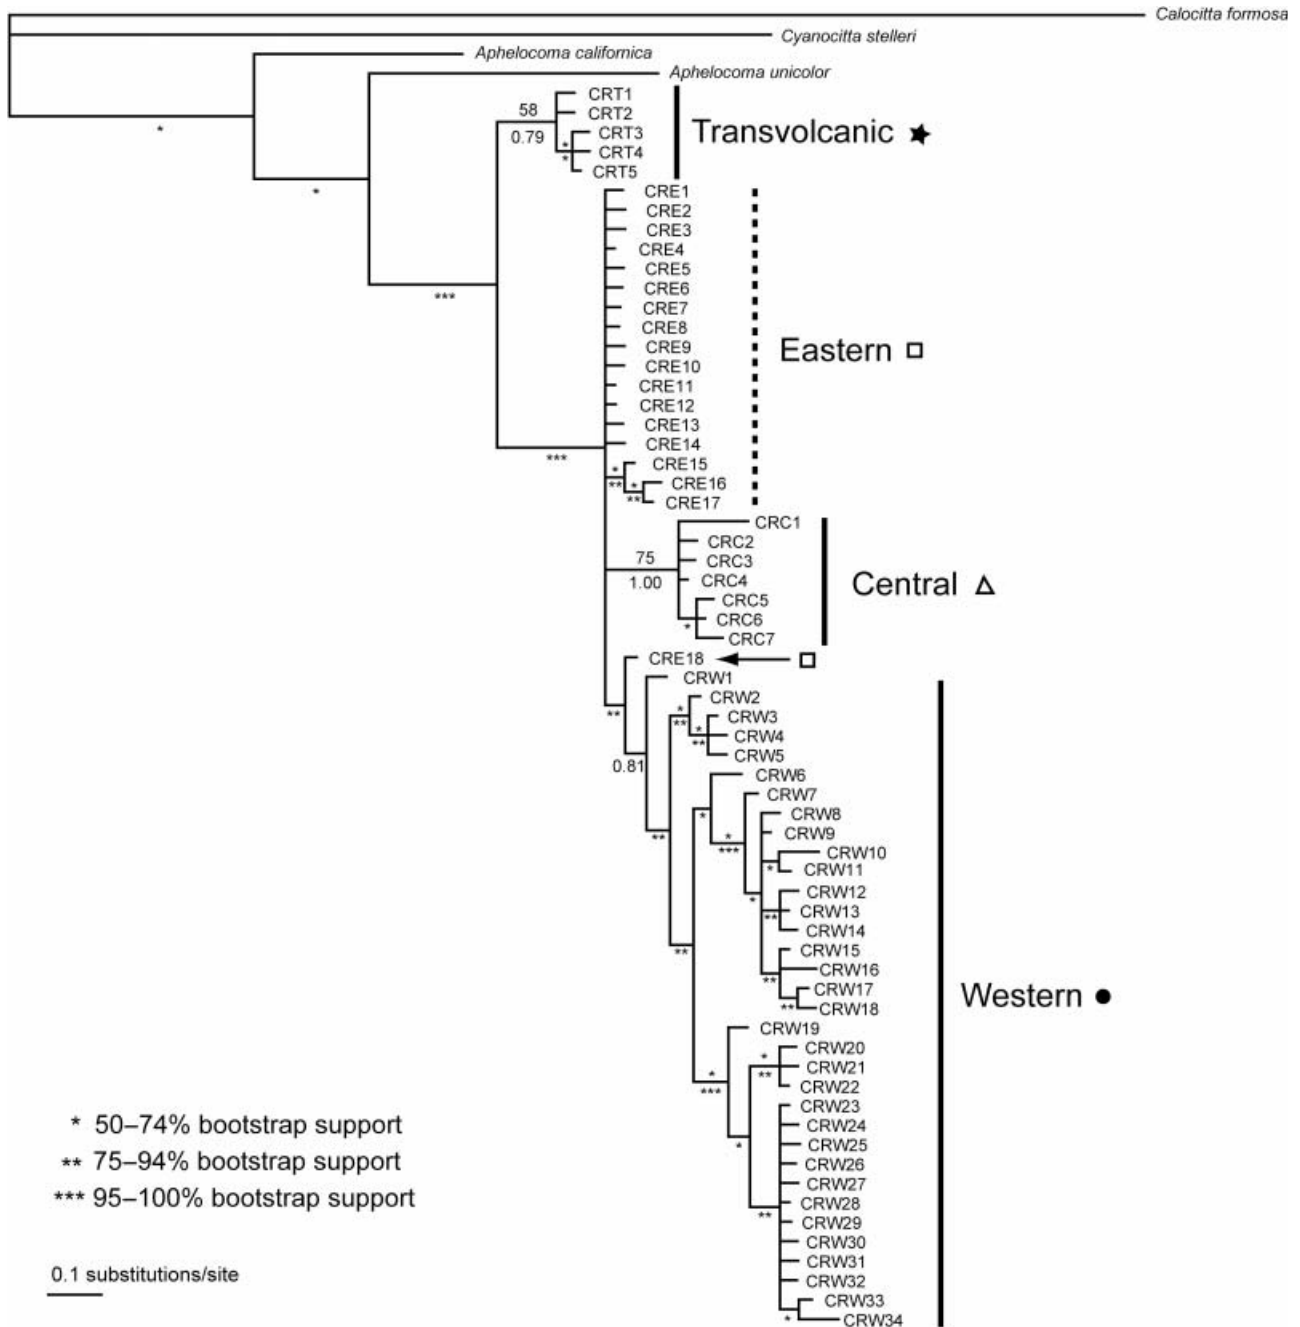 Calocitta formosa
Cyanocitta stelleri
Aphelocoma californica
Aphelocoma unicolor
*
*
***
58
0.79
CRT1
CRT2
*
*
CRT3
CRT4
CRT5
Transvolcanic
***
CRE1
CRE2
CRE3
CRE4
CRE5
CRE6
CRE7
CRE8
CRE9
CRE10
CRE11
CRE12
CRE13
CRE14
*
**
CRE15
*
**
CRE16
CRE17
Eastern
75
1.00
CRC1
CRC2
CRC3
CRC4
*
CRC5
CRC6
CRC7
Central
**
CRE18
0.81
CRW1
**
*
**
CRW2
*
**
CRW3
CRW4
CRW5
**
*
CRW6
*
***
CRW7
*
CRW8
CRW9
*
CRW10
CRW11
**
CRW12
CRW13
CRW14
**
CRW15
CRW16
**
CRW17
CRW18
Western
*
***
CRW19
*
*
**
CRW20
CRW21
CRW22
**
CRW23
CRW24
CRW25
CRW26
CRW27
CRW28
CRW29
CRW30
CRW31
CRW32
*
CRW33
CRW34
* 50–74% bootstrap support
** 75–94% bootstrap support
*** 95–100% bootstrap support
0.1 substitutions/site